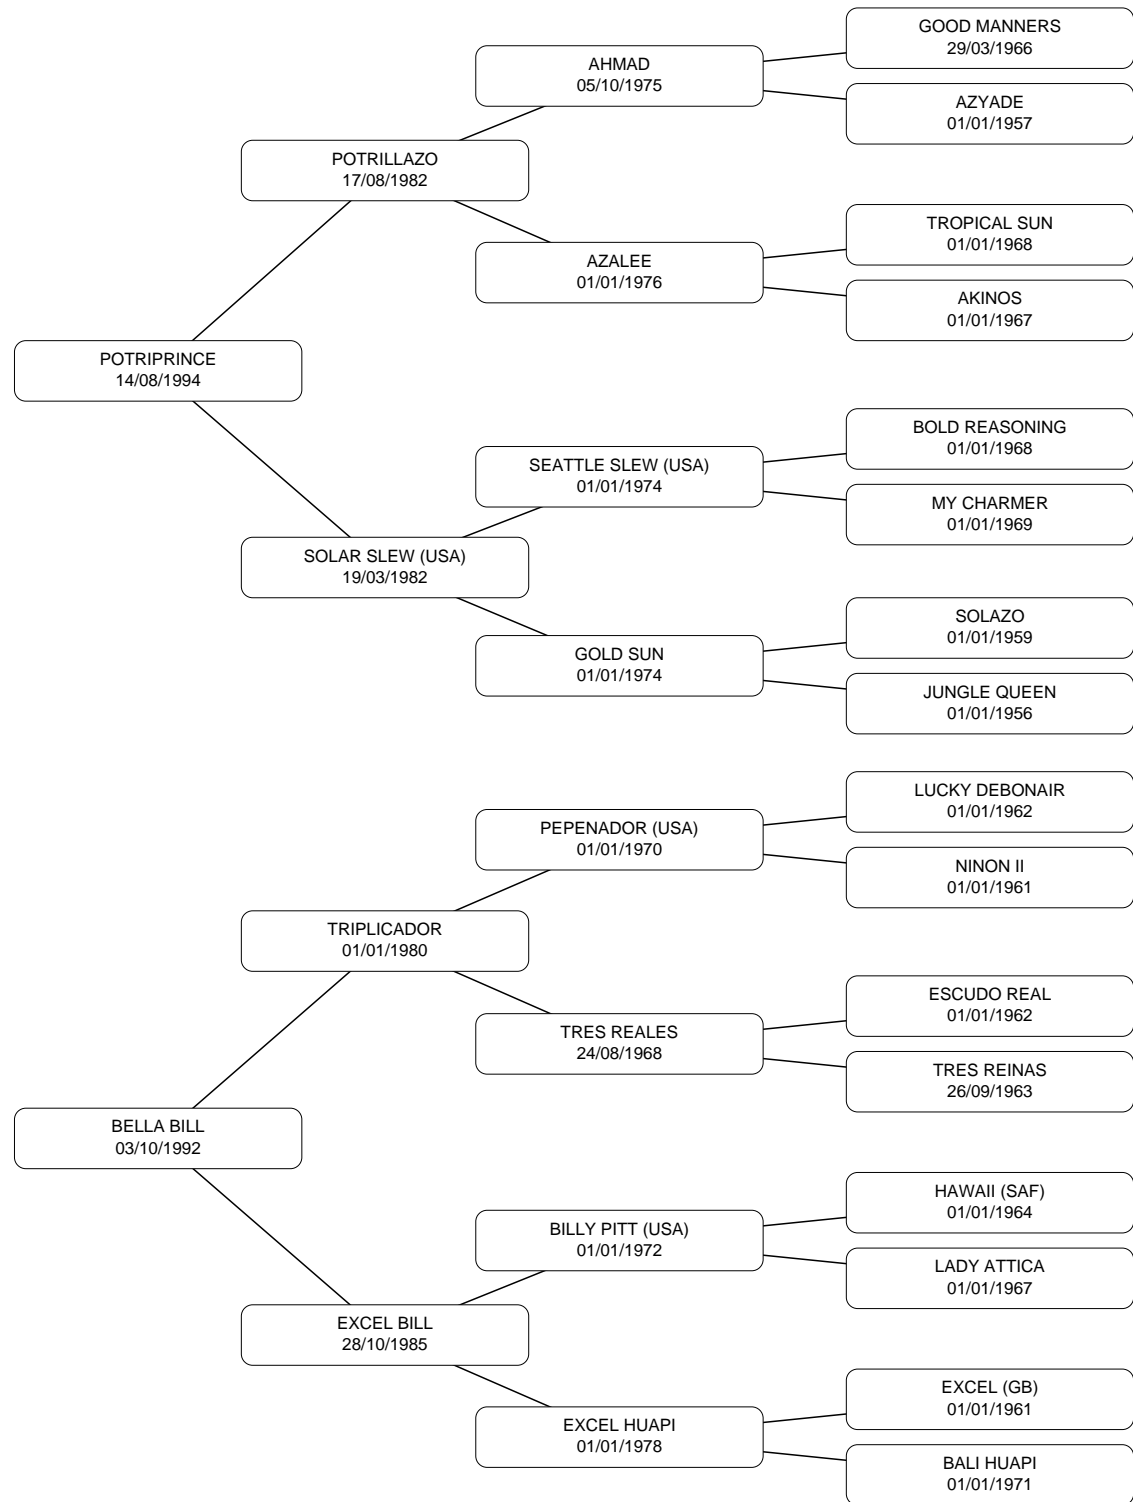 GOOD MANNERS
29/03/1966
AHMAD
05/10/1975
AZYADE
01/01/1957
POTRILLAZO
17/08/1982
TROPICAL SUN
01/01/1968
AZALEE
01/01/1976
AKINOS
01/01/1967
POTRIPRINCE
14/08/1994
BOLD REASONING
01/01/1968
SEATTLE SLEW (USA)
01/01/1974
MY CHARMER
01/01/1969
SOLAR SLEW (USA)
19/03/1982
SOLAZO
01/01/1959
GOLD SUN
01/01/1974
JUNGLE QUEEN
01/01/1956
LUCKY DEBONAIR
01/01/1962
PEPENADOR (USA)
01/01/1970
NINON II
01/01/1961
TRIPLICADOR
01/01/1980
ESCUDO REAL
01/01/1962
TRES REALES
24/08/1968
TRES REINAS
26/09/1963
BELLA BILL
03/10/1992
HAWAII (SAF)
01/01/1964
BILLY PITT (USA)
01/01/1972
LADY ATTICA
01/01/1967
EXCEL BILL
28/10/1985
EXCEL (GB)
01/01/1961
EXCEL HUAPI
01/01/1978
BALI HUAPI
01/01/1971